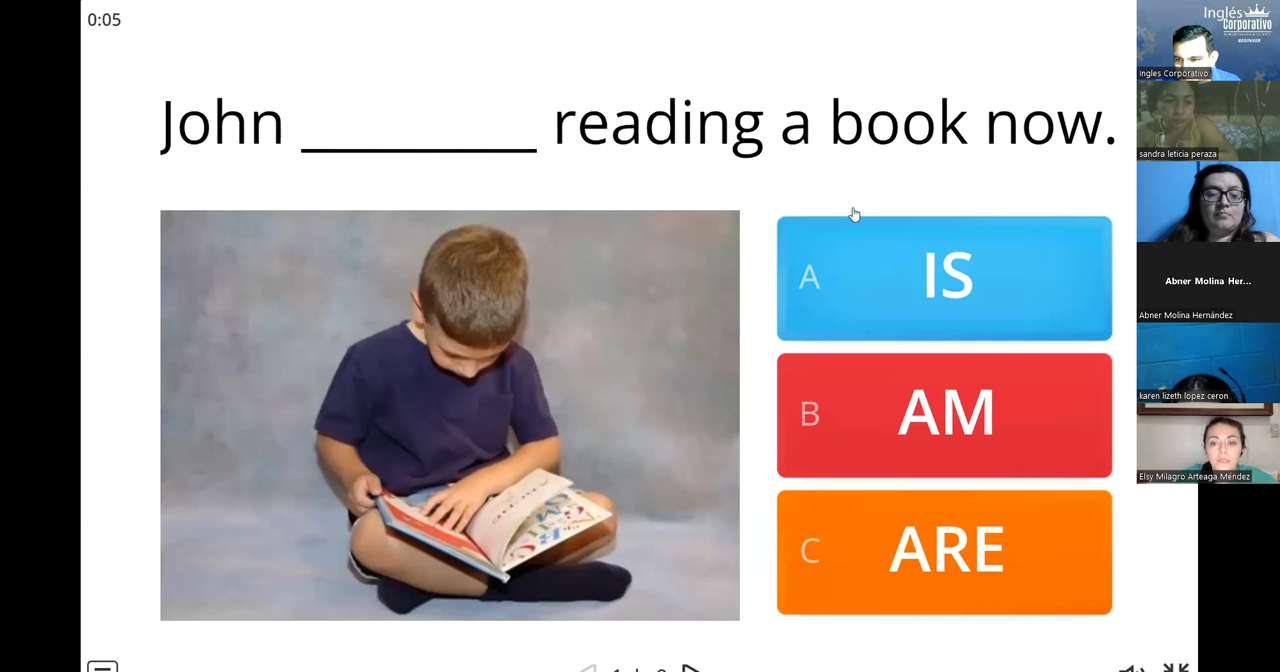 0:05
John ________ reading a book now.
A IS
B AM
C ARE
Inglés
Corporativo
BEGINNER
Ingles Corporativo
sandra leticia peraza
Abner Molina Her...
Abner Molina Hernández
karen lizeth lopez ceron
Elsy Milagro Arteaga Méndez